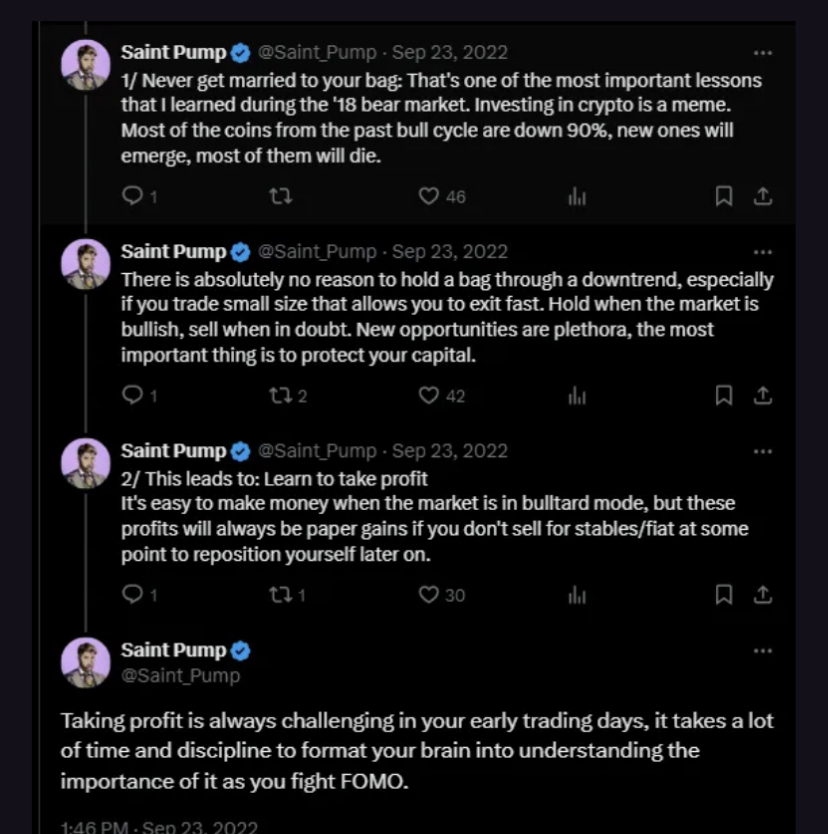 Saint Pump @Saint_Pump · Sep 23, 2022
1/ Never get married to your bag: That's one of the most important lessons
that I learned during the '18 bear market. Investing in crypto is a meme.
Most of the coins from the past bull cycle are down 90%, new ones will
emerge, most of them will die.
1 46
Saint Pump @Saint_Pump · Sep 23, 2022
There is absolutely no reason to hold a bag through a downtrend, especially
if you trade small size that allows you to exit fast. Hold when the market is
bullish, sell when in doubt. New opportunities are plethora, the most
important thing is to protect your capital.
1 2 42
Saint Pump @Saint_Pump · Sep 23, 2022
2/ This leads to: Learn to take profit
It's easy to make money when the market is in bulltard mode, but these
profits will always be paper gains if you don't sell for stables/fiat at some
point to reposition yourself later on.
1 1 30
Saint Pump
@Saint_Pump
Taking profit is always challenging in your early trading days, it takes a lot
of time and discipline to format your brain into understanding the
importance of it as you fight FOMO.
1:46 PM · Sep 23, 2022